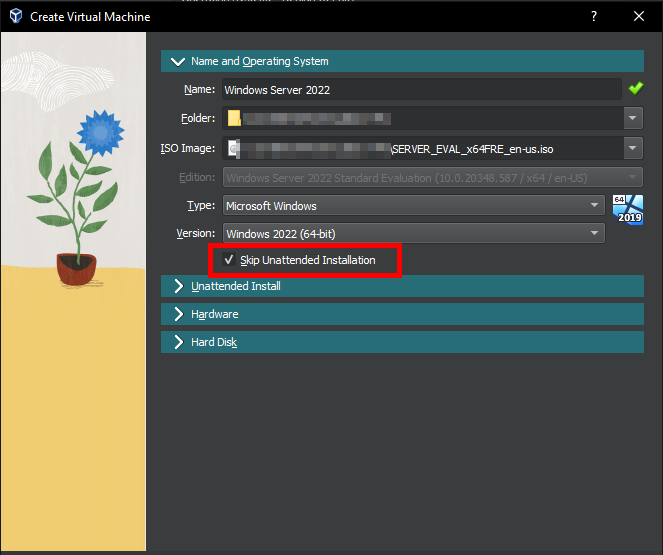 Create Virtual Machine
Name and Operating System
Name: Windows Server 2022
Folder:
ISO Image: \SERVER_EVAL_x64FRE_en-us.iso
Edition: Windows Server 2022 Standard Evaluation (10.0.20348.587 / x64 / en-US)
Type: Microsoft Windows
64
2019
Version: Windows 2022 (64-bit)
Skip Unattended Installation
Unattended Install
Hardware
Hard Disk